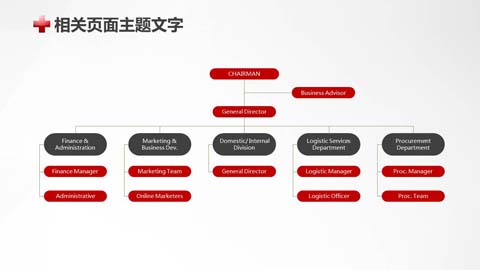 相关页面主题文字
CHAIRMAN
Business Advisor
General Director
Finance &
Administration
Marketing &
Business Dev.
Domestic/ Internal
Division
Logistic Services
Department
Procurement
Department
Finance Manager
Marketing Team
General Director
Logistic Manager
Proc. Manager
Administrative
Online Marketers
Logistic Officer
Proc. Team